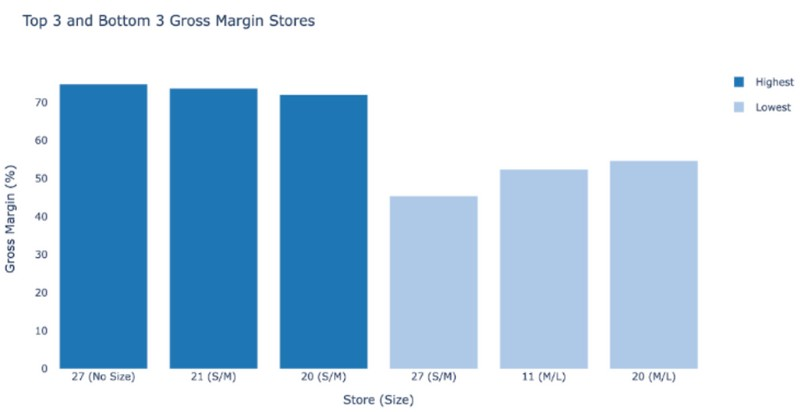 Top 3 and Bottom 3 Gross Margin Stores
Highest
Lowest
Gross Margin (%)
70
60
50
40
30
20
10
0
27 (No Size) 21 (S/M) 20 (S/M) 27 (S/M) 11 (M/L) 20 (M/L)
Store (Size)